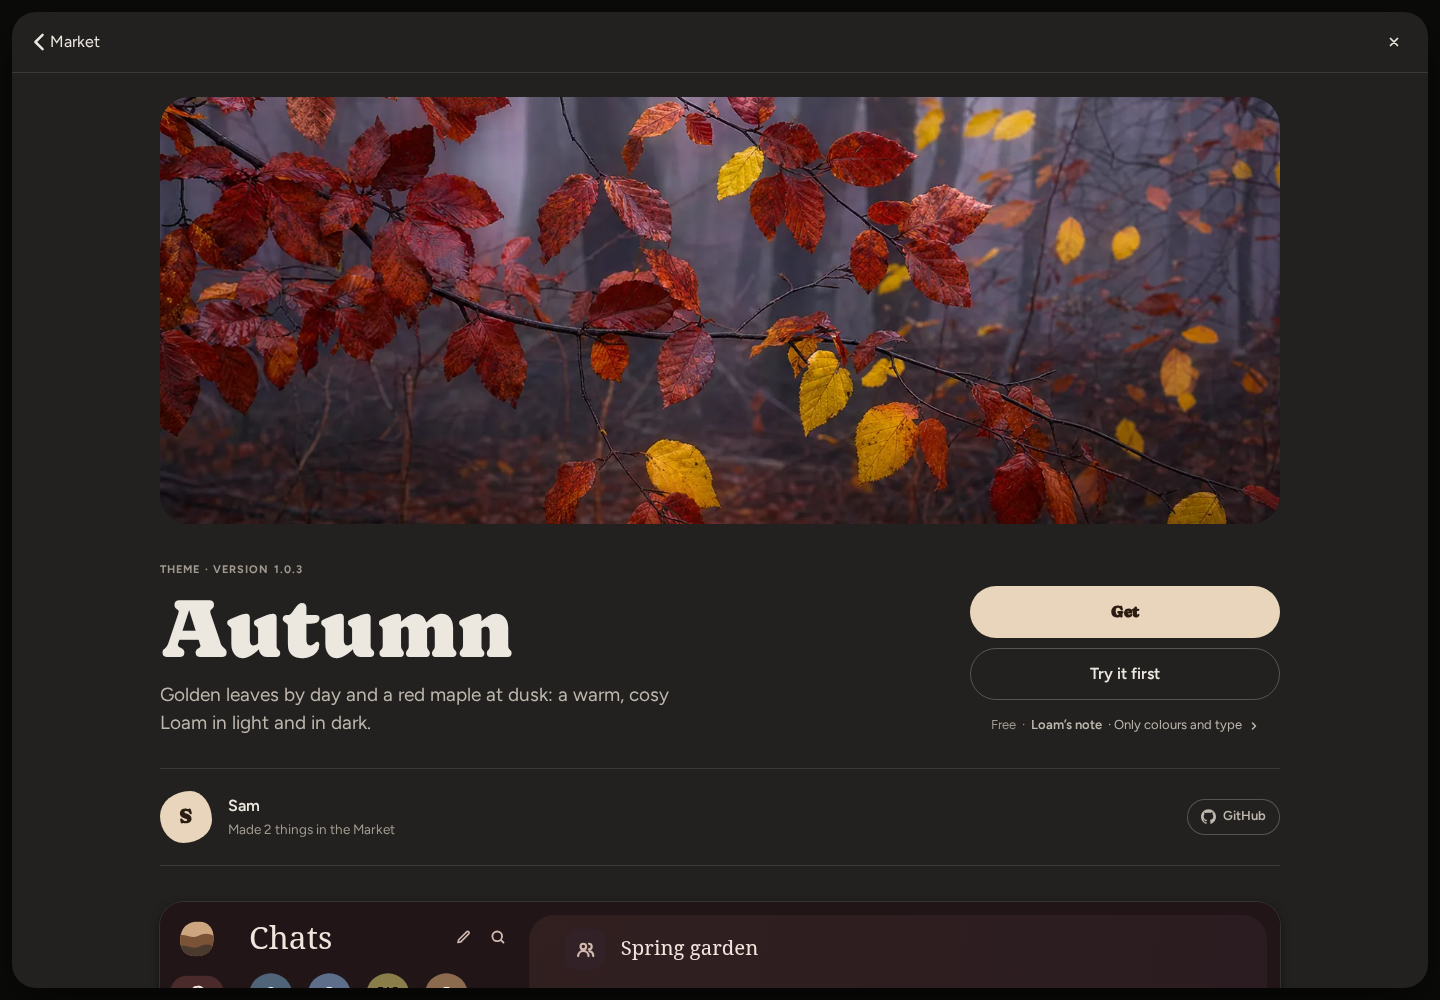 Market
THEME · VERSION 1.0.3
Autumn
Golden leaves by day and a red maple at dusk: a warm, cosy
Loam in light and in dark.
Get
Try it first
Free · Loam’s note · Only colours and type
S
Sam
Made 2 things in the Market
GitHub
Chats
Spring garden